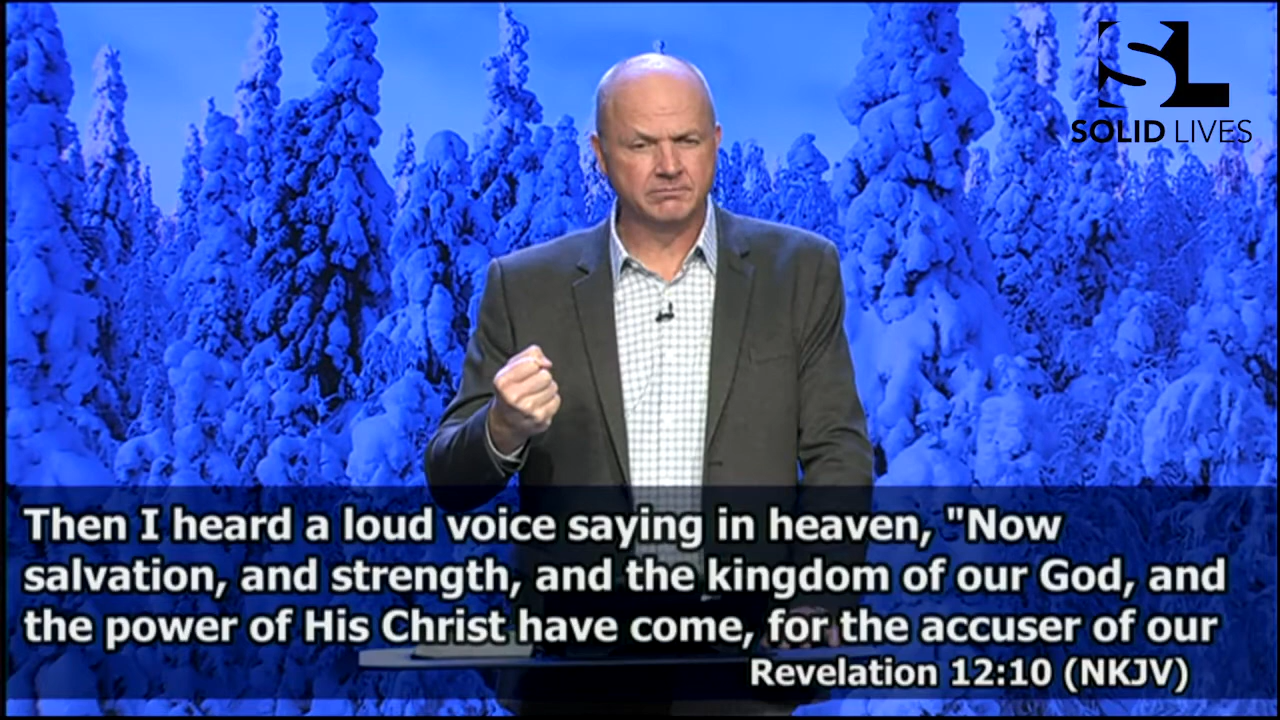 SL
SOLID LIVES
Then I heard a loud voice saying in heaven, "Now
salvation, and strength, and the kingdom of our God, and
the power of His Christ have come, for the accuser of our
Revelation 12:10 (NKJV)